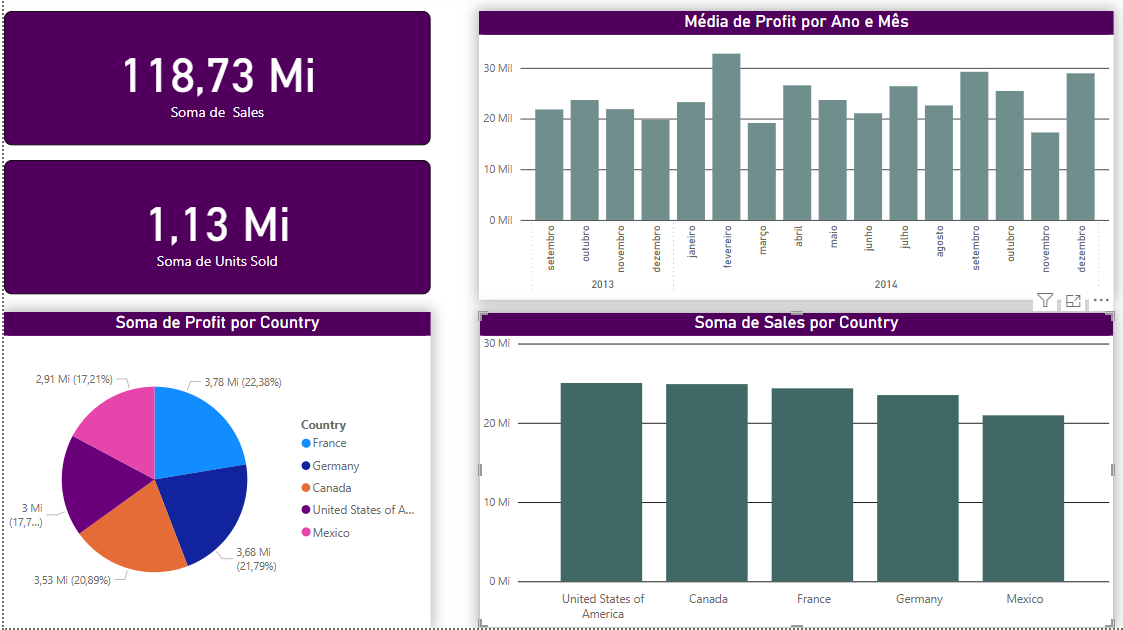 118,73 Mi
Soma de  Sales
1,13 Mi
Soma de Units Sold
Média de Profit por Ano e Mês
30 Mil
20 Mil
10 Mil
0 Mil
setembro
outubro
novembro
dezembro
janeiro
fevereiro
março
abril
maio
junho
julho
agosto
setembro
outubro
novembro
dezembro
2013
2014
Soma de Profit por Country
2,91 Mi (17,21%)
3,78 Mi (22,38%)
3 Mi
(17,7...)
3,68 Mi
(21,79%)
3,53 Mi (20,89%)
Country
France
Germany
Canada
United States of A...
Mexico
Soma de Sales por Country
30 Mi
20 Mi
10 Mi
0 Mi
United States of
America
Canada
France
Germany
Mexico